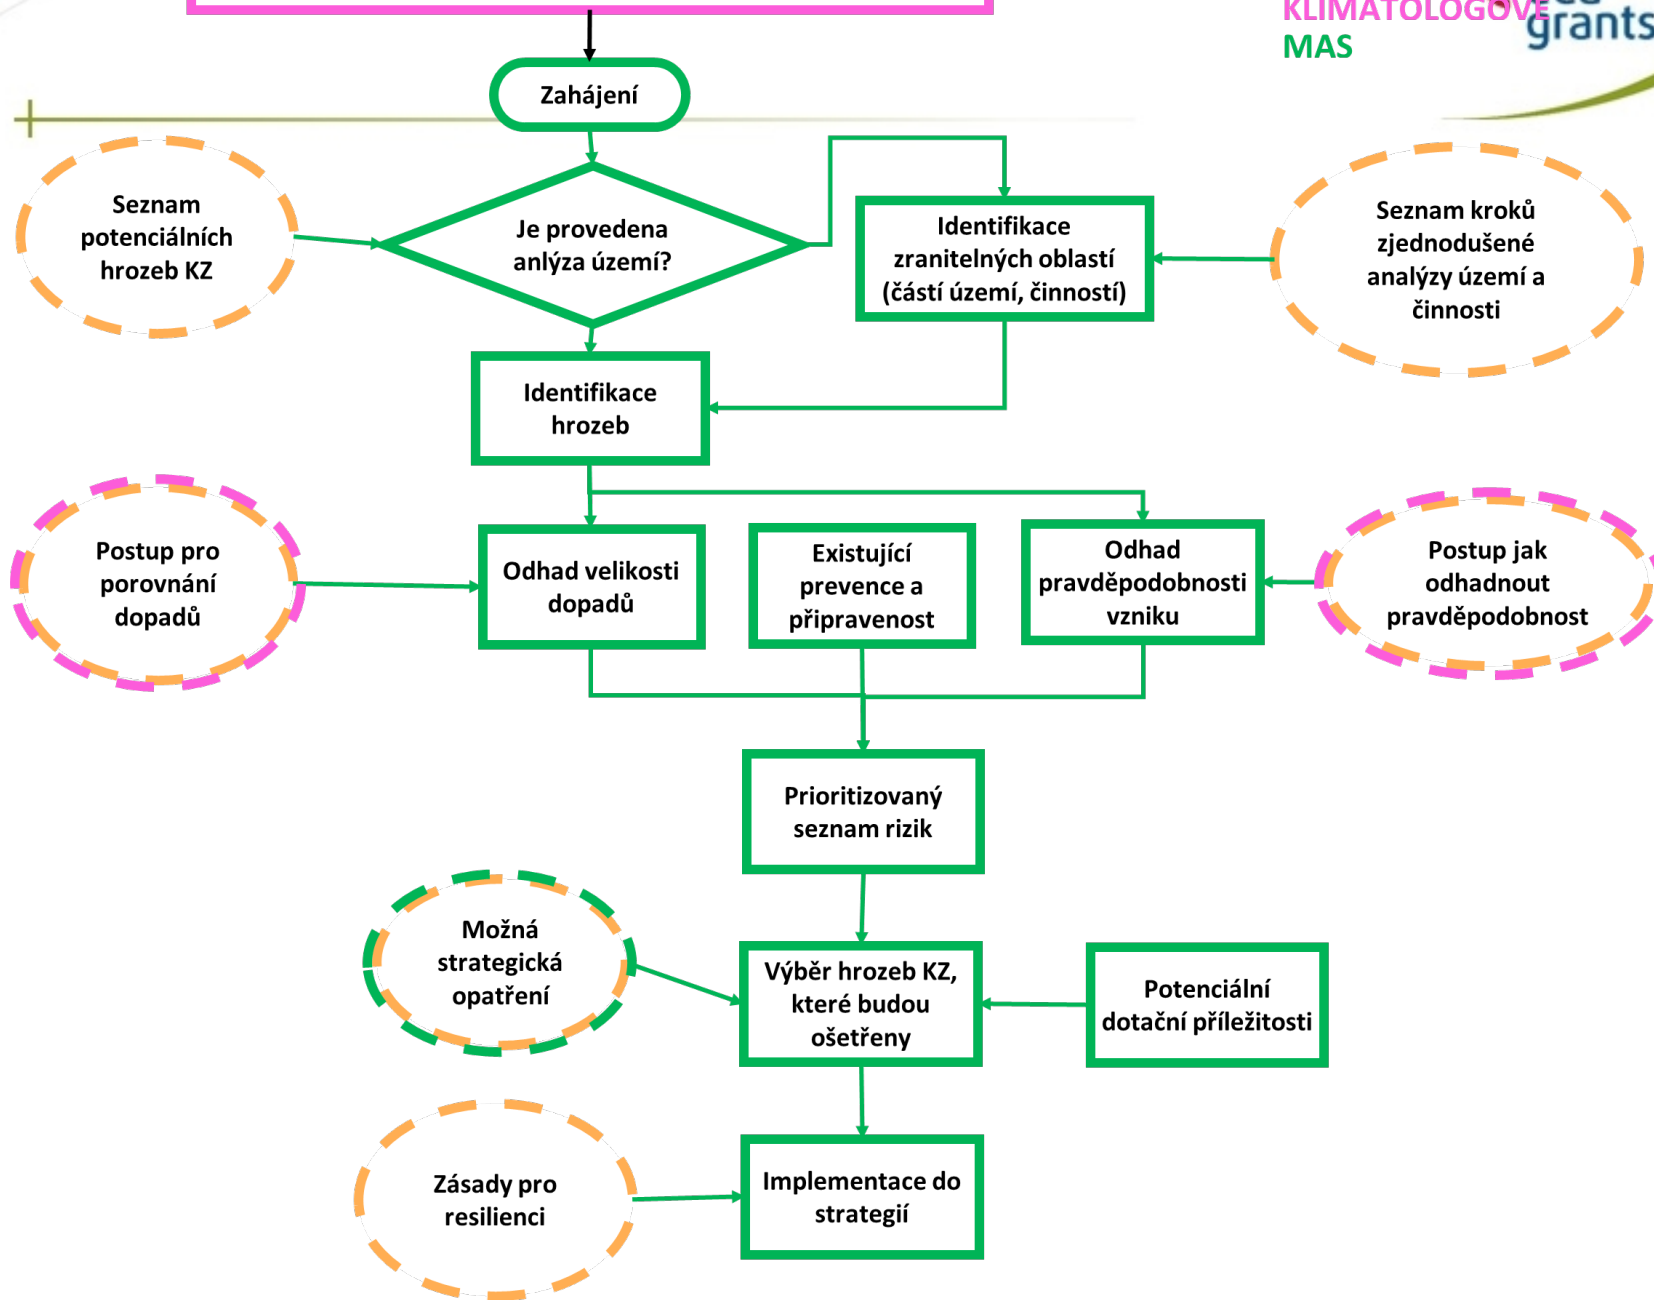 KLIMATOLOGOVÉ
grants
MAS
Zahájení
Seznam
potenciálních
hrozeb KZ
Je provedena
anlýza území?
Identifikace
zranitelných oblastí
(částí území, činností)
Seznam kroků
zjednodušené
analýzy území a
činnosti
Identifikace
hrozeb
Postup pro
porovnání
dopadů
Odhad velikosti
dopadů
Existující
prevence a
připravenost
Odhad
pravděpodobnosti
vzniku
Postup jak
odhadnout
pravděpodobnost
Prioritizovaný
seznam rizik
Možná
strategická
opatření
Výběr hrozeb KZ,
které budou
ošetřeny
Potenciální
dotační příležitosti
Zásady pro
resilienci
Implementace do
strategií